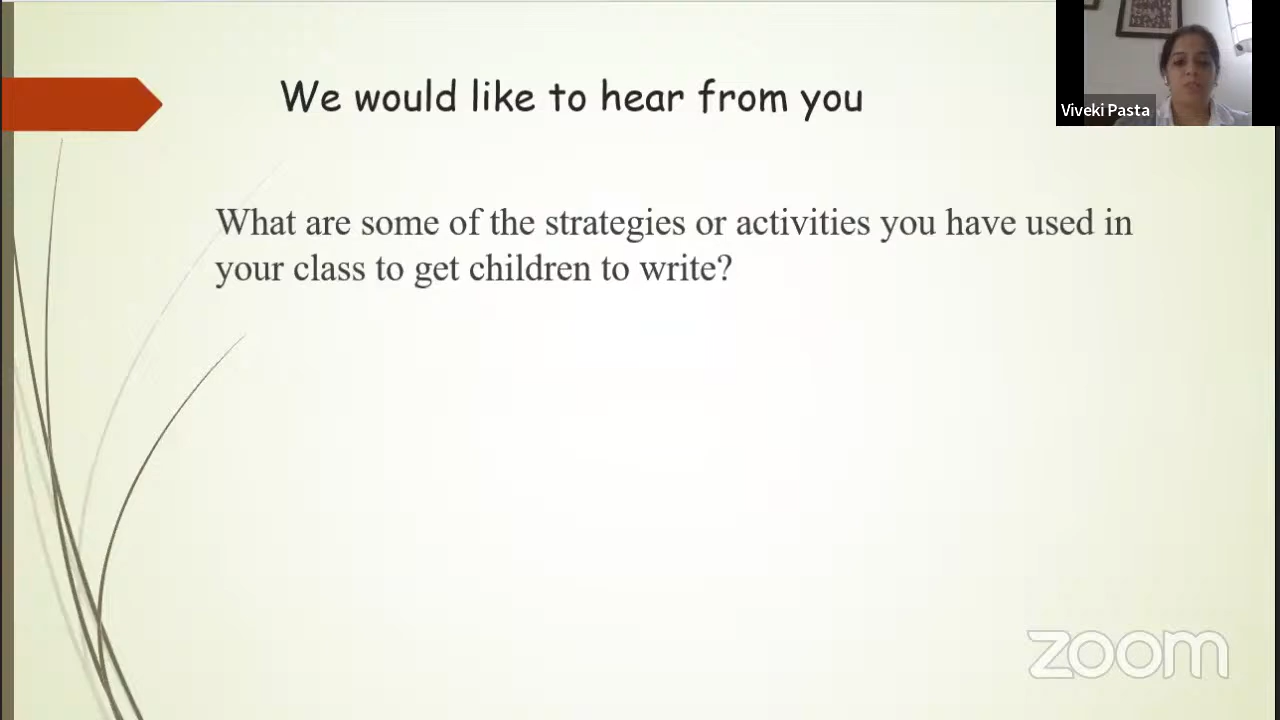 We would like to hear from you
Viveki Pasta
What are some of the strategies or activities you have used in
your class to get children to write?
zoom